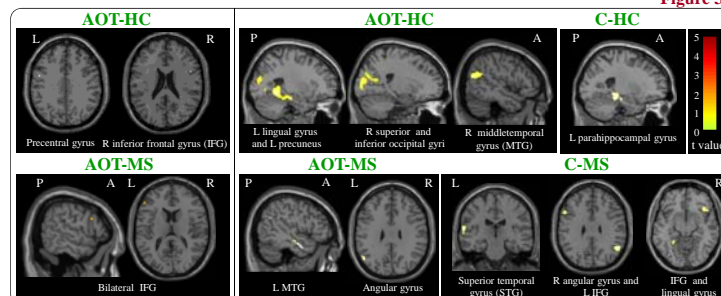 Figure 3
AOT-HC
L R
Precentral gyrus R inferior frontal gyrus (IFG)
AOT-HC
P A
L lingual gyrus
and L precuneus
R superior and
inferior occipital gyri
R middletemporal
gyrus (MTG)
C-HC
P A
L parahippocampal gyrus
5
4
3
2
1
0
t value
AOT-MS
P A L R
Bilateral IFG
AOT-MS
P A L R
L MTG Angular gyrus
C-MS
L R
Superior temporal
gyrus (STG)
R angular gyrus and
L IFG
IFG and
lingual gyrus